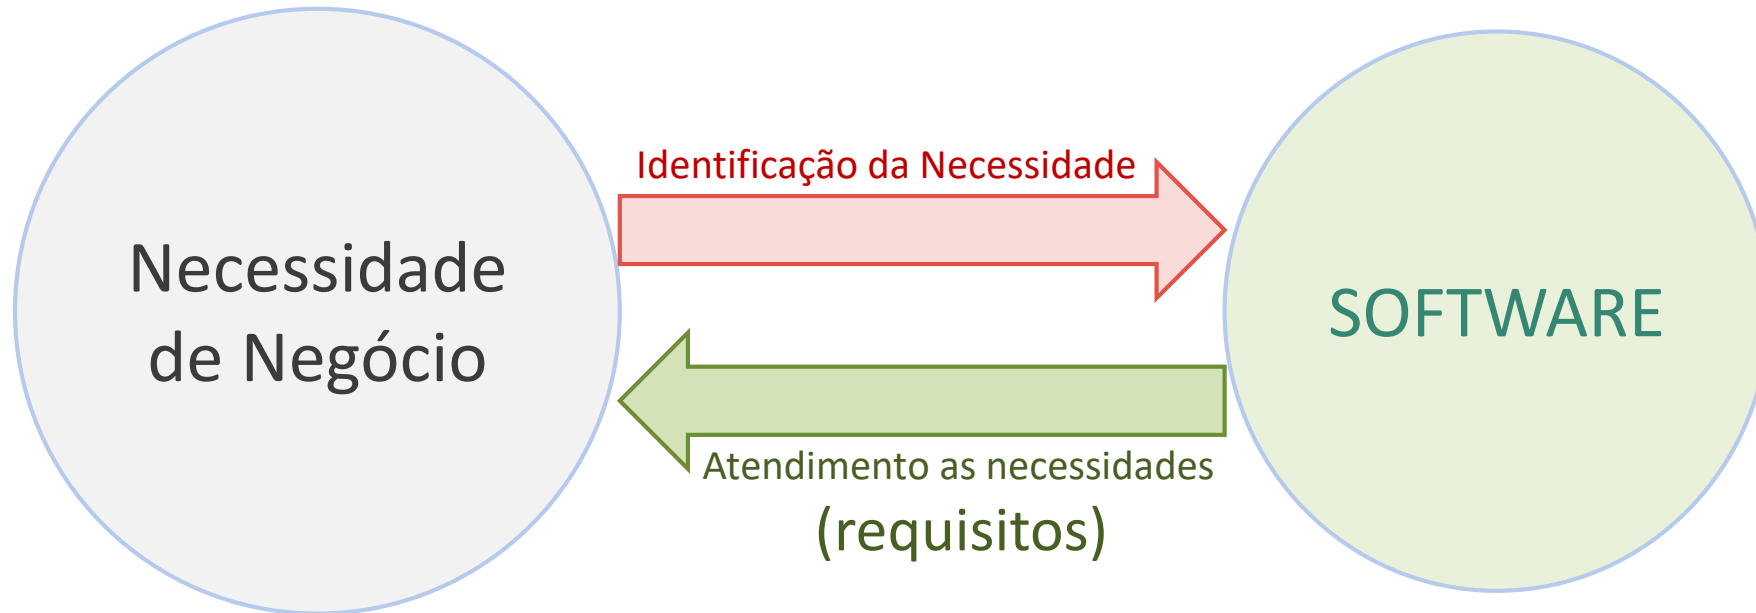 Identificação da Necessidade
Necessidade
de Negócio
SOFTWARE
Atendimento as necessidades
(requisitos)